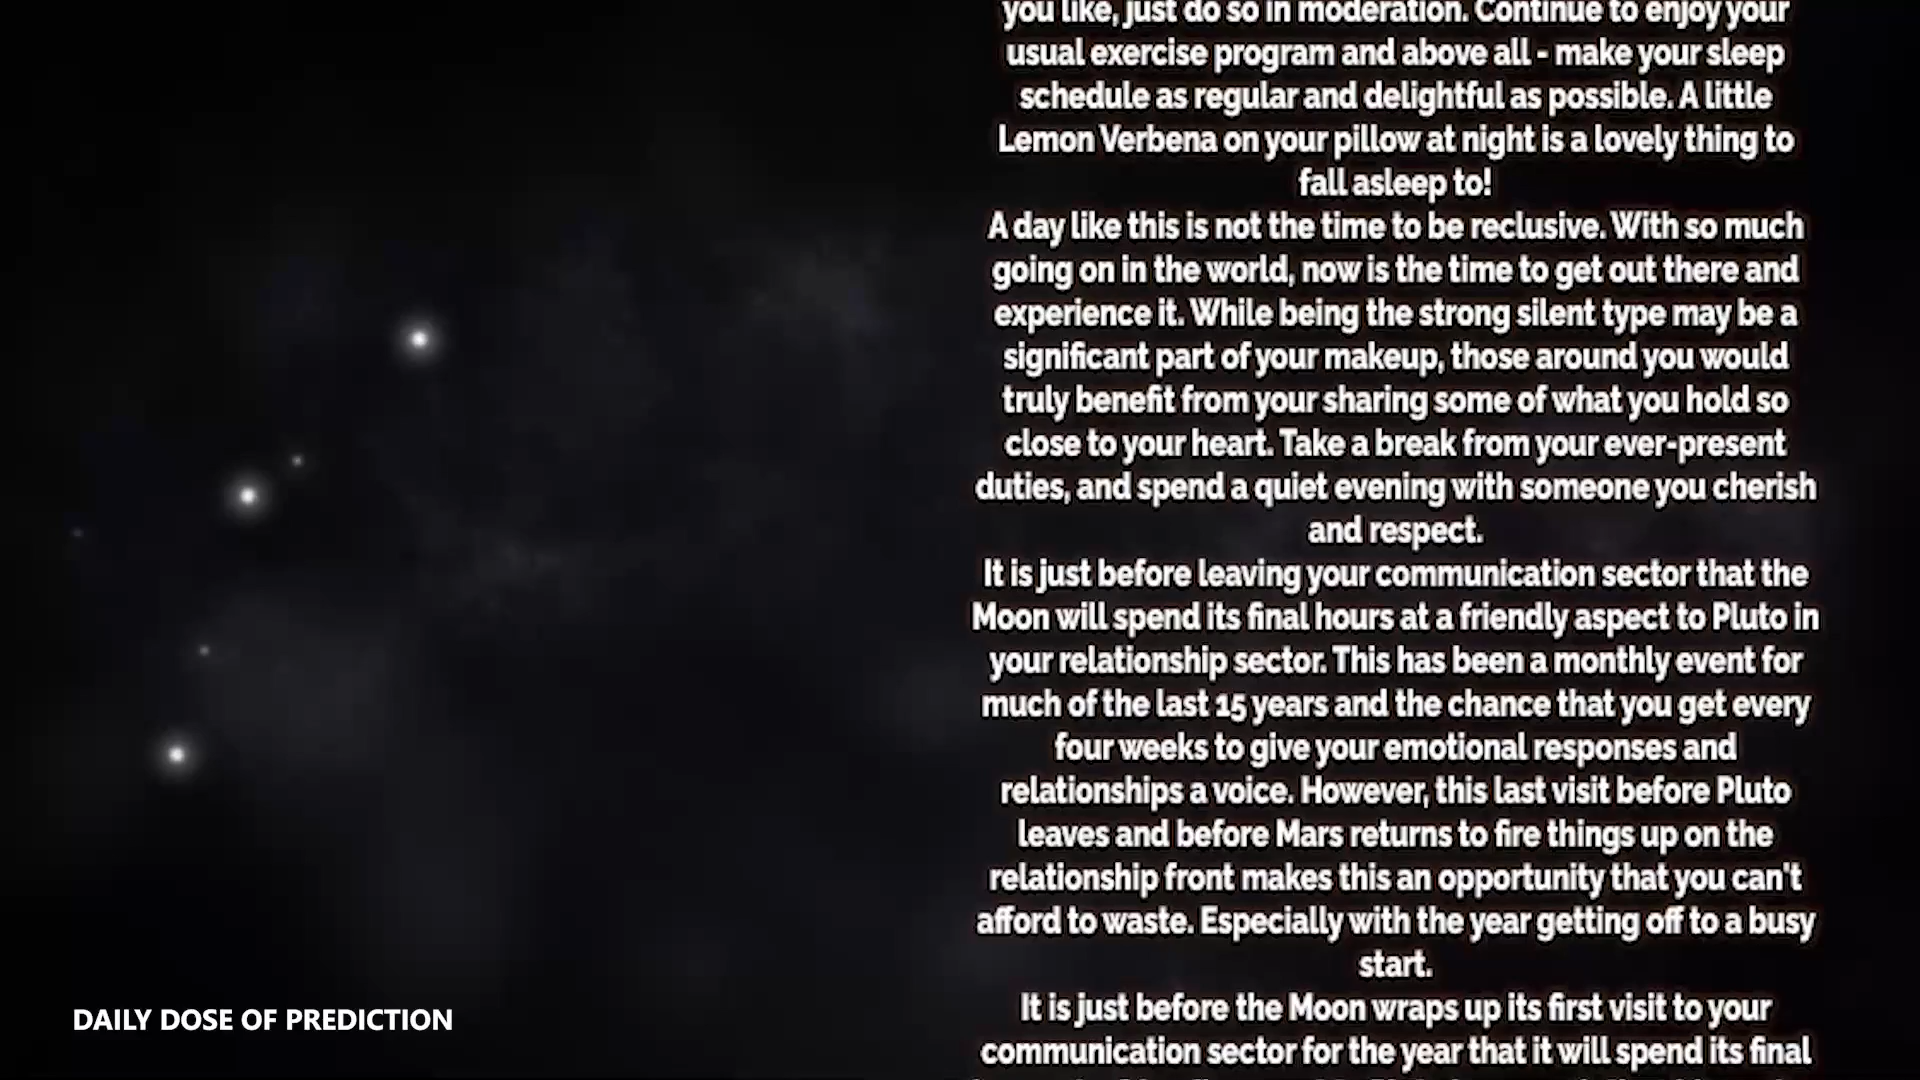 you like, just do so in moderation. Continue to enjoy your
usual exercise program and above all - make your sleep
schedule as regular and delightful as possible. A little
Lemon Verbena on your pillow at night is a lovely thing to
fall asleep to!
A day like this is not the time to be reclusive. With so much
going on in the world, now is the time to get out there and
experience it. While being the strong silent type may be a
significant part of your makeup, those around you would
truly benefit from your sharing some of what you hold so
close to your heart. Take a break from your ever-present
duties, and spend a quiet evening with someone you cherish
and respect.
It is just before leaving your communication sector that the
Moon will spend its final hours at a friendly aspect to Pluto in
your relationship sector. This has been a monthly event for
much of the last 15 years and the chance that you get every
four weeks to give your emotional responses and
relationships a voice. However, this last visit before Pluto
leaves and before Mars returns to fire things up on the
relationship front makes this an opportunity that you can't
afford to waste. Especially with the year getting off to a busy
start.
It is just before the Moon wraps up its first visit to your
communication sector for the year that it will spend its final
DAILY DOSE OF PREDICTION